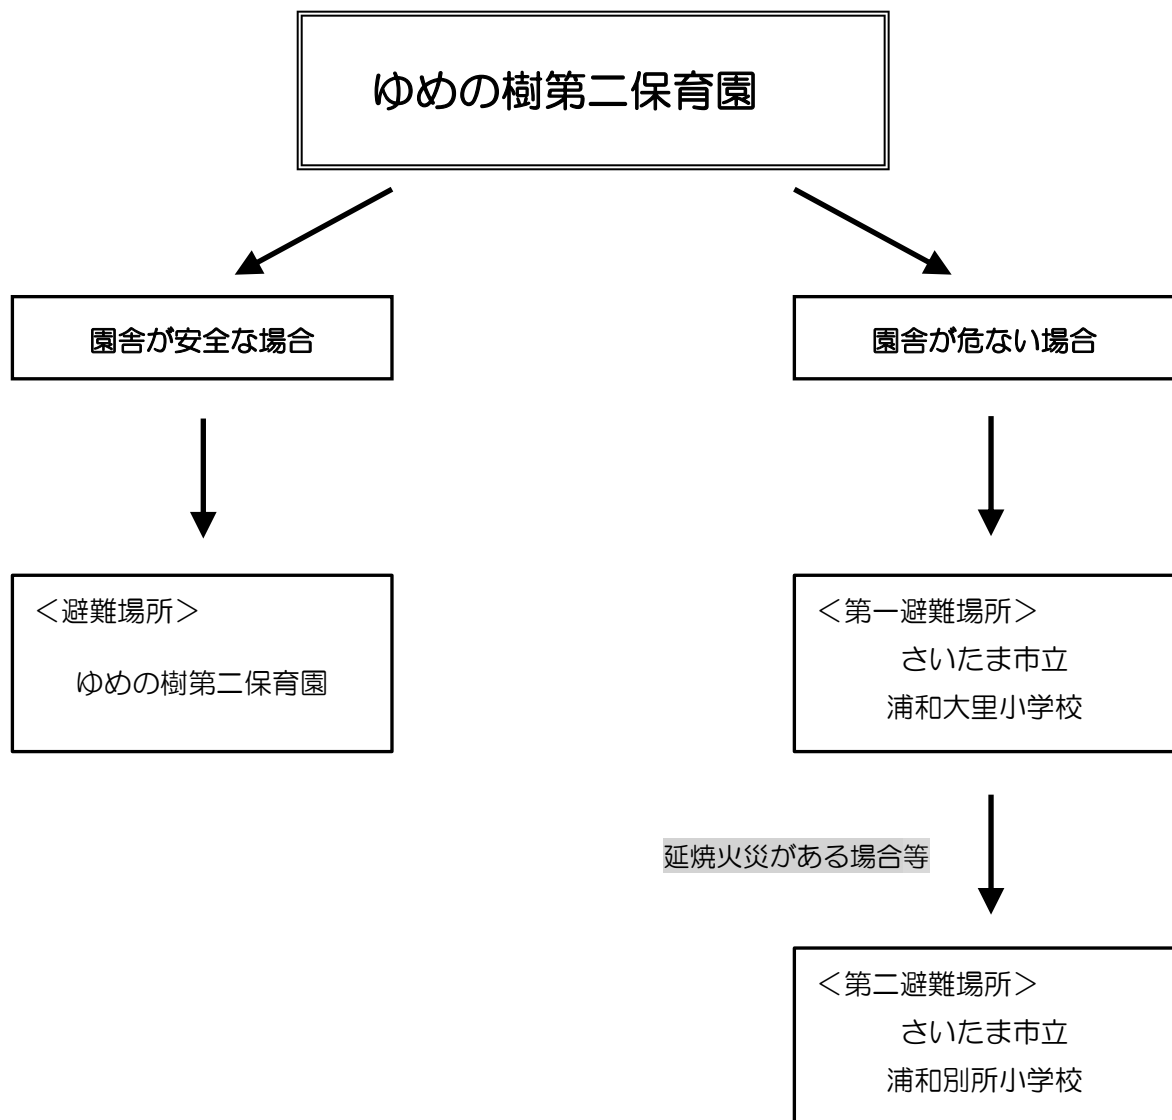 ゆめの樹第二保育園
園舎が安全な場合
園舎が危ない場合
＜避難場所＞
ゆめの樹第二保育園
＜第一避難場所＞
さいたま市立
浦和大里小学校
延焼火災がある場合等
＜第二避難場所＞
さいたま市立
浦和別所小学校